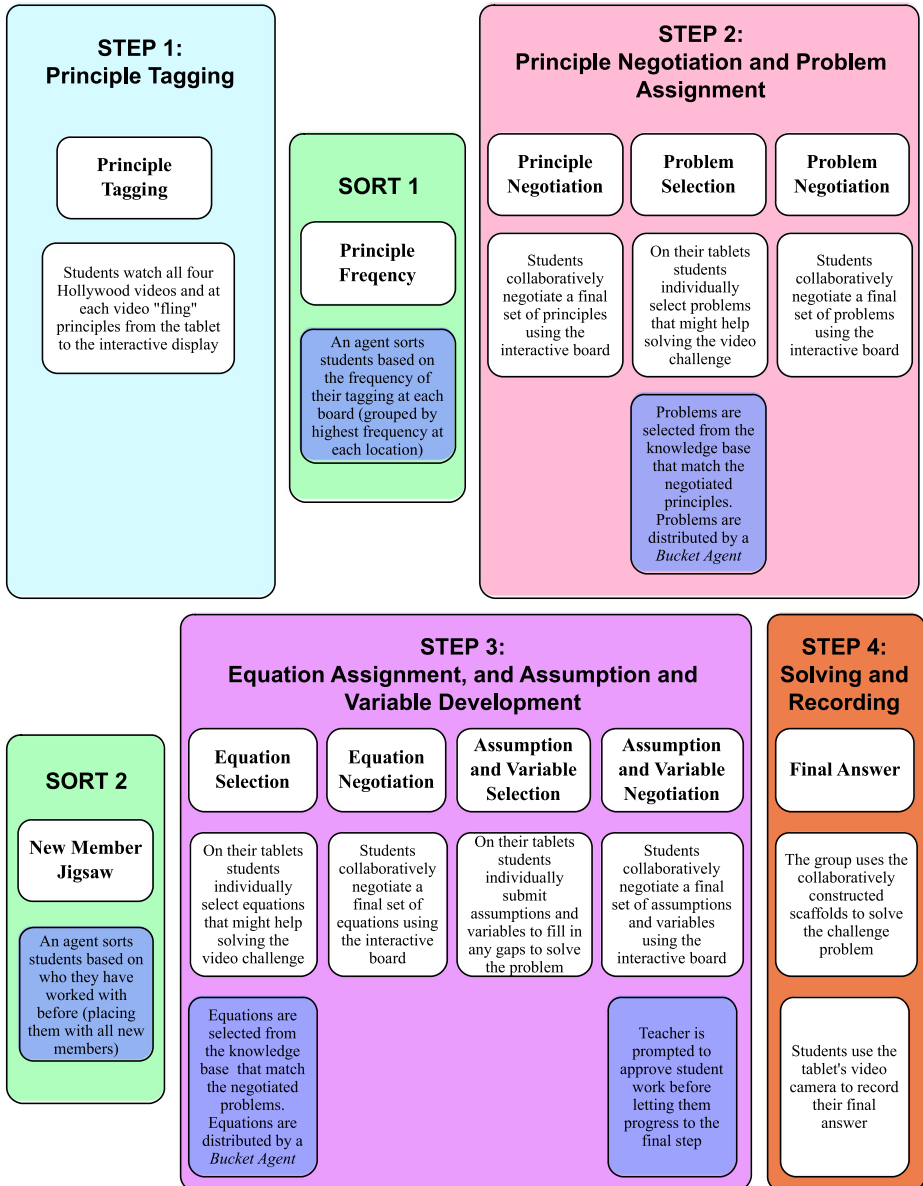 STEP 1:
Principle Tagging
Principle
Tagging
Students watch all four
Hollywood videos and at
each video "fling"
principles from the tablet
to the interactive display
SORT 1
Principle
Freqency
An agent sorts
students based on
the frequency of
their tagging at each
board (grouped by
highest frequency at
each location)
STEP 2:
Principle Negotiation and Problem
Assignment
Principle
Negotiation
Students
collaboratively
negotiate a final
set of principles
using the
interactive board
Problem
Selection
On their tablets
students
individually
select problems
that might help
solving the video
challenge
Problems are
selected from the
knowledge base
that match the
negotiated
principles.
Problems are
distributed by a
Bucket Agent
Problem
Negotiation
Students
collaboratively
negotiate a final
set of problems
using the
interactive board
SORT 2
New Member
Jigsaw
An agent sorts
students based on
who they have
worked with
before (placing
them with all new
members)
STEP 3:
Equation Assignment, and Assumption and
Variable Development
Equation
Selection
On their tablets
students
individually
select equations
that might help
solving the
video challenge
Equations are
selected from
the knowledge
base that match
the negotiated
problems.
Equations are
distributed by a
Bucket Agent
Equation
Negotiation
Students
collaboratively
negotiate a
final set of
equations using
the interactive
board
Assumption
and Variable
Selection
On their tablets
students
individually
submit
assumptions and
variables to fill in
any gaps to solve
the problem
Assumption
and Variable
Negotiation
Students
collaboratively
negotiate a final
set of assumptions
and variables
using the
interactive board
Teacher is
prompted to
approve student
work before
letting them
progress to the
final step
STEP 4:
Solving and
Recording
Final Answer
The group uses the
collaboratively
constructed
scaffolds to solve
the challenge
problem
Students use the
tablet's video
camera to record
their final
answer